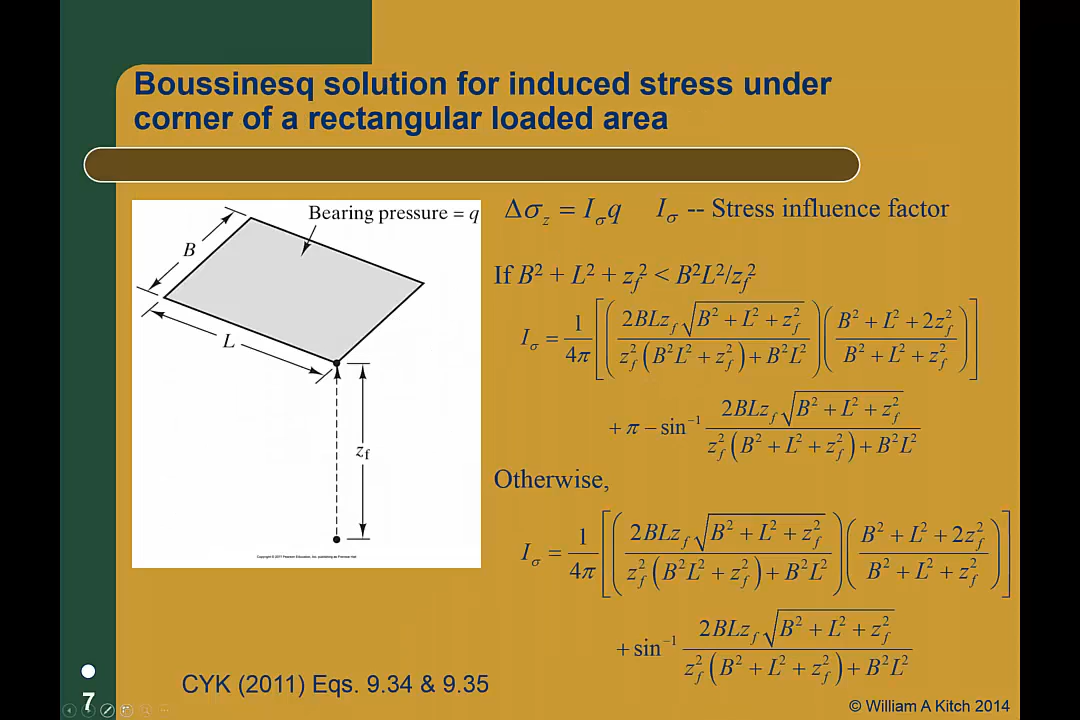 Boussinesq solution for induced stress under
corner of a rectangular loaded area
Bearing pressure = q
B
L
z_f
Δσ_z = I_σ q    I_σ -- Stress influence factor
If B² + L² + z_f² < B²L²/z_f²
I_σ = 1/4π [ ( 2BLz_f √(B² + L² + z_f²) / z_f² (B²L² + z_f²) + B²L² ) ( B² + L² + 2z_f² / B² + L² + z_f² ) ]
+ π − sin⁻¹ 2BLz_f √(B² + L² + z_f²) / z_f² (B² + L² + z_f²) + B²L²
Otherwise,
I_σ = 1/4π [ ( 2BLz_f √(B² + L² + z_f²) / z_f² (B²L² + z_f²) + B²L² ) ( B² + L² + 2z_f² / B² + L² + z_f² ) ]
+ sin⁻¹ 2BLz_f √(B² + L² + z_f²) / z_f² (B² + L² + z_f²) + B²L²
CYK (2011) Eqs. 9.34 & 9.35
7
© William A Kitch 2014